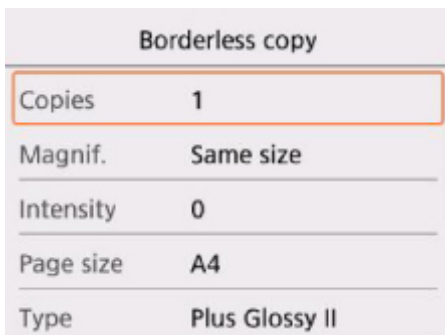 Borderless copy
Copies 1
Magnif. Same size
Intensity 0
Page size A4
Type Plus Glossy II